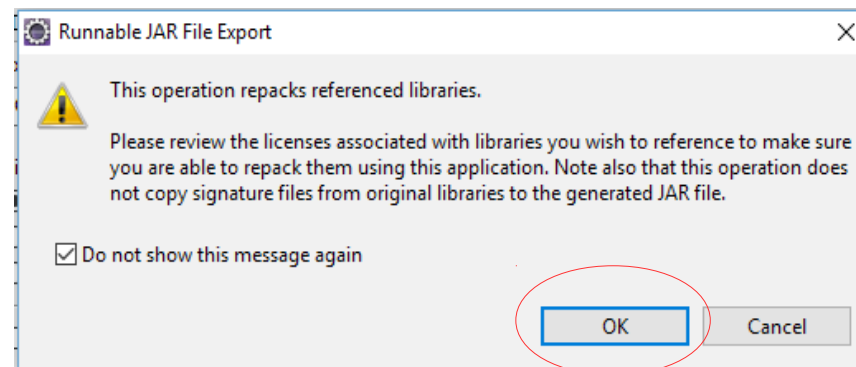 Runnable JAR File Export
This operation repacks referenced libraries.
Please review the licenses associated with libraries you wish to reference to make sure
you are able to repack them using this application. Note also that this operation does
not copy signature files from original libraries to the generated JAR file.
Do not show this message again
OK
Cancel